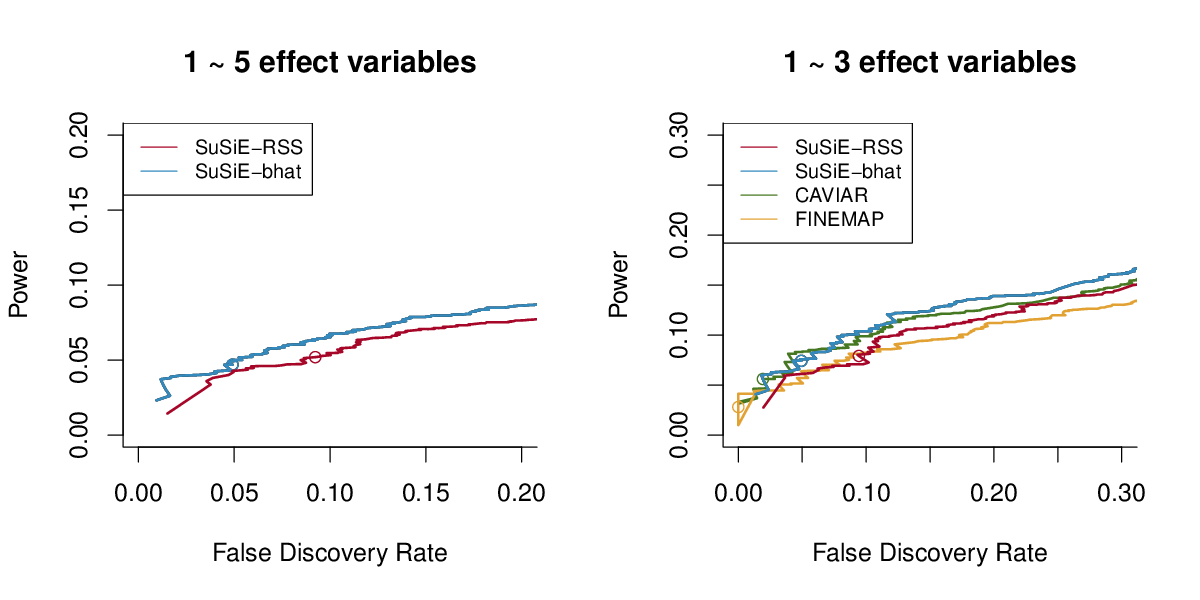 1 ~ 5 effect variables
Power
0.00 0.05 0.10 0.15 0.20
SuSiE−RSS
SuSiE−bhat
0.00 0.05 0.10 0.15 0.20
False Discovery Rate
1 ~ 3 effect variables
Power
0.00 0.10 0.20 0.30
SuSiE−RSS
SuSiE−bhat
CAVIAR
FINEMAP
0.00 0.10 0.20 0.30
False Discovery Rate